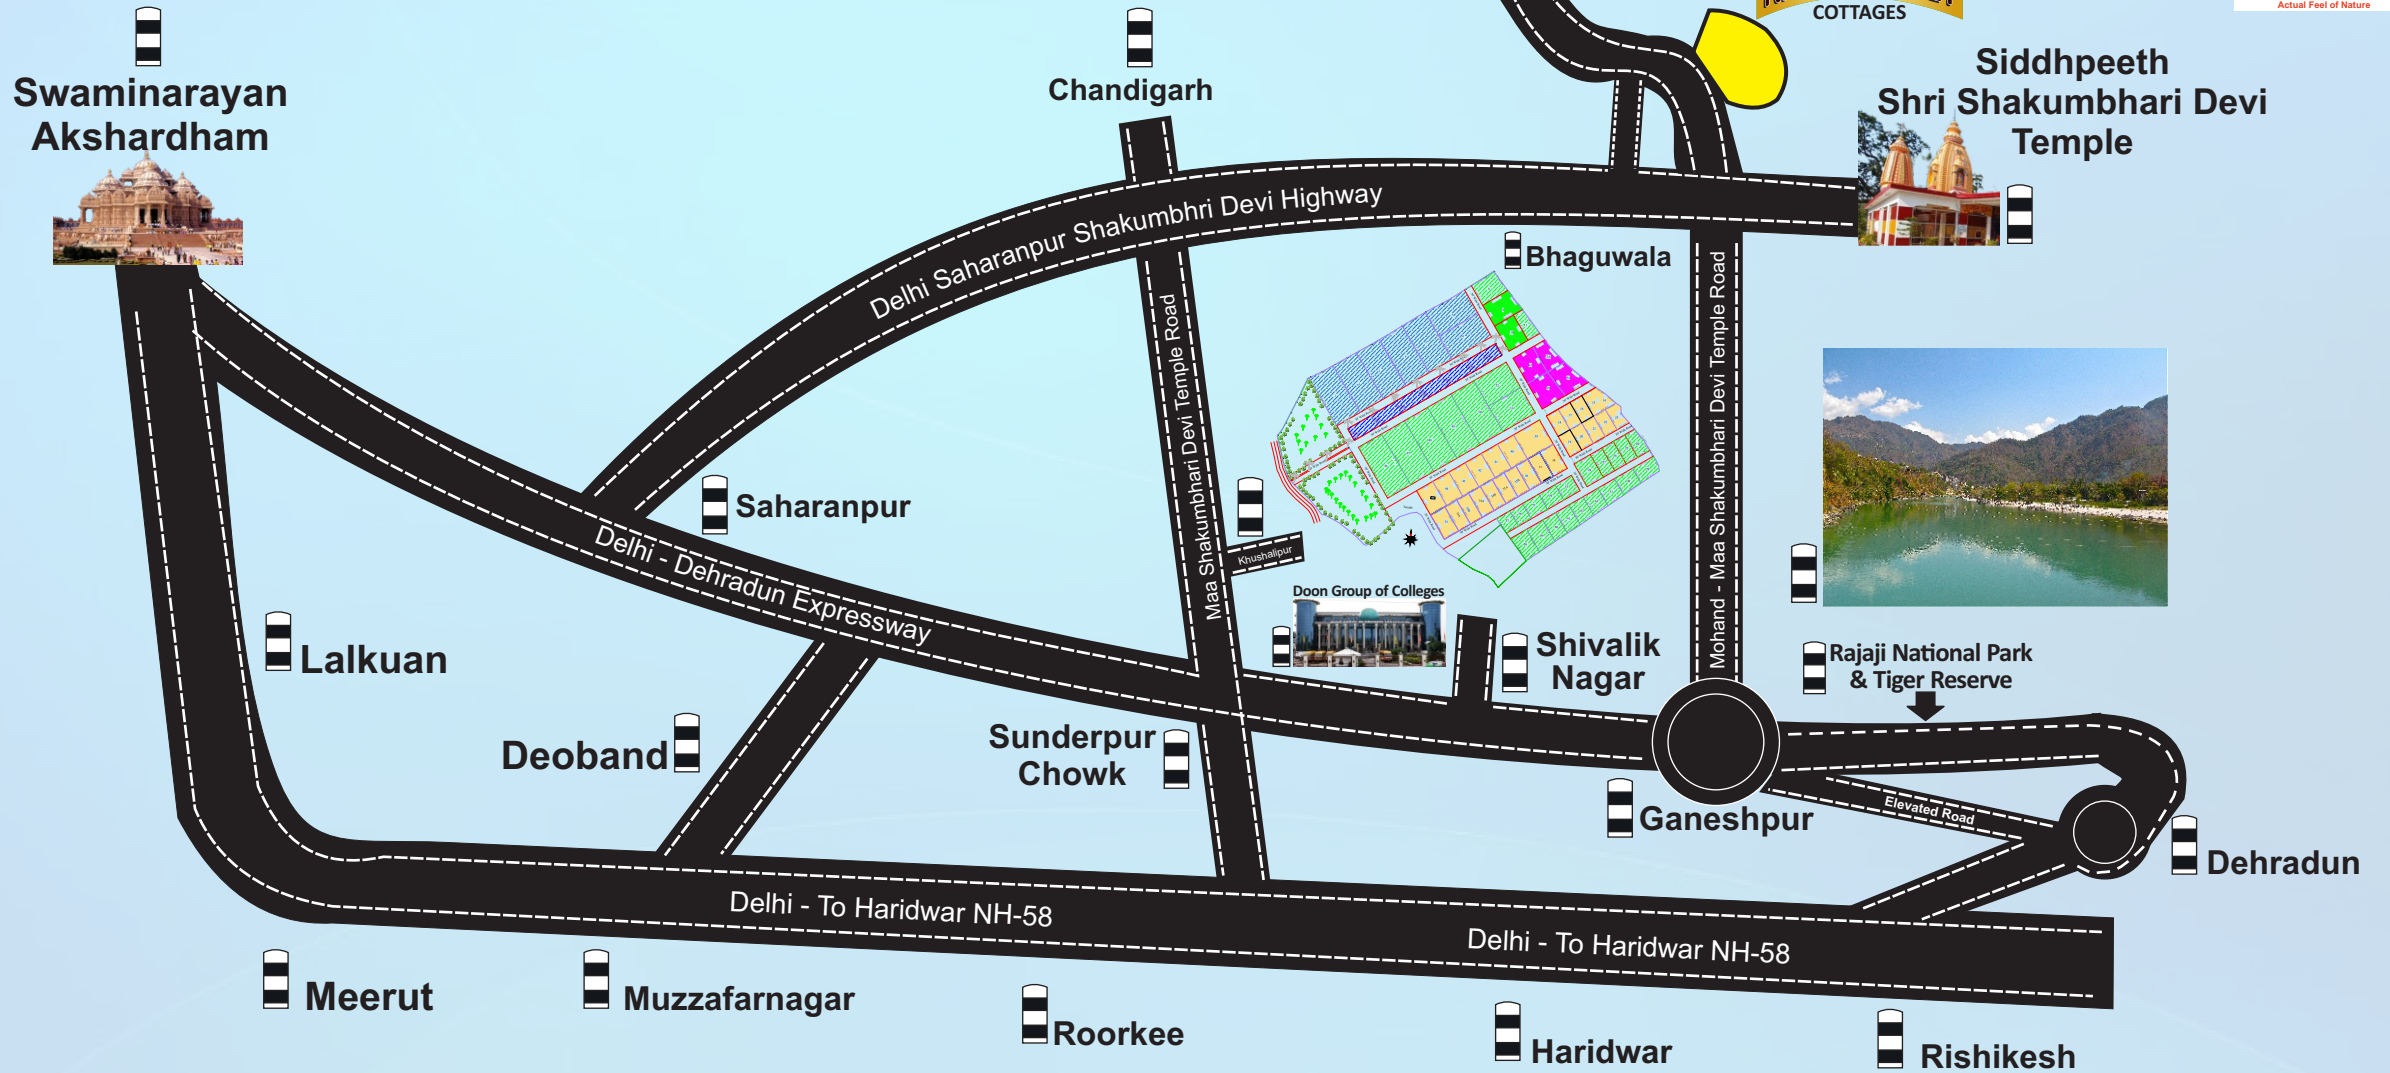 COTTAGES
Actual Feel of Nature
Swaminarayan
Akshardham
Chandigarh
Siddhpeeth
Shri Shakumbhari Devi
Temple
Delhi Saharanpur Shakumbhri Devi Highway
Bhaguwala
Maa Shakumbhari Devi Temple Road
Mohand - Maa Shakumbhari Devi Temple Road
Saharanpur
Khushalipur
Delhi - Dehradun Expressway
Doon Group of Colleges
Lalkuan
Shivalik
Nagar
Rajaji National Park
& Tiger Reserve
Deoband
Sunderpur
Chowk
Ganeshpur
Elevated Road
Dehradun
Delhi - To Haridwar NH-58
Delhi - To Haridwar NH-58
Meerut
Muzzafarnagar
Roorkee
Haridwar
Rishikesh